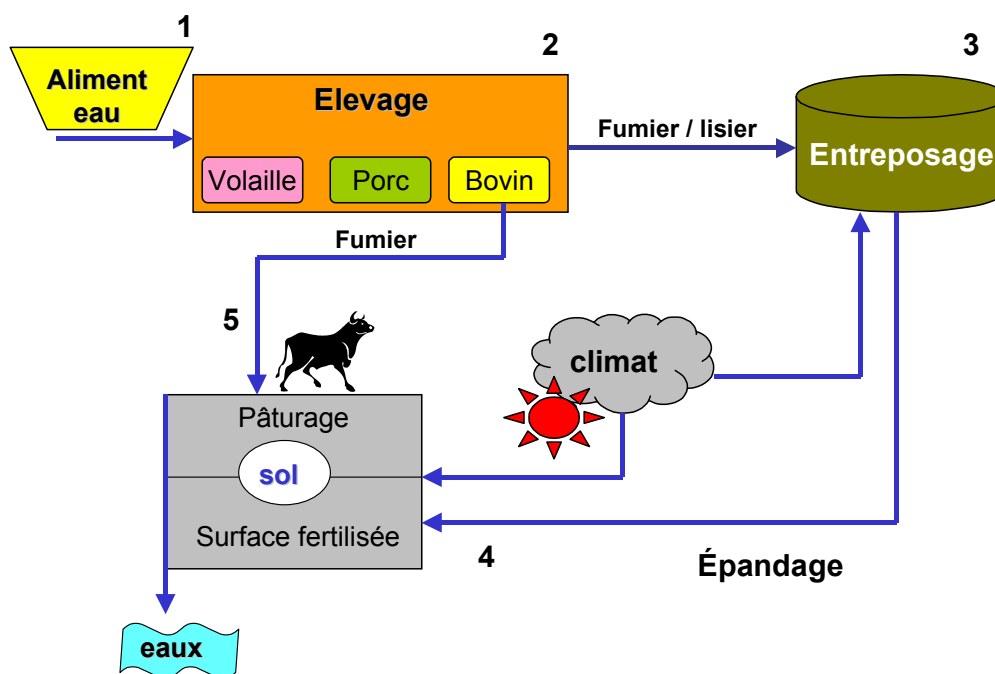 1
2
3
Aliment
eau
Elevage
Fumier / lisier
Entreposage
Volaille
Porc
Bovin
Fumier
5
climat
Pâturage
sol
Surface fertilisée
4
Épandage
eaux